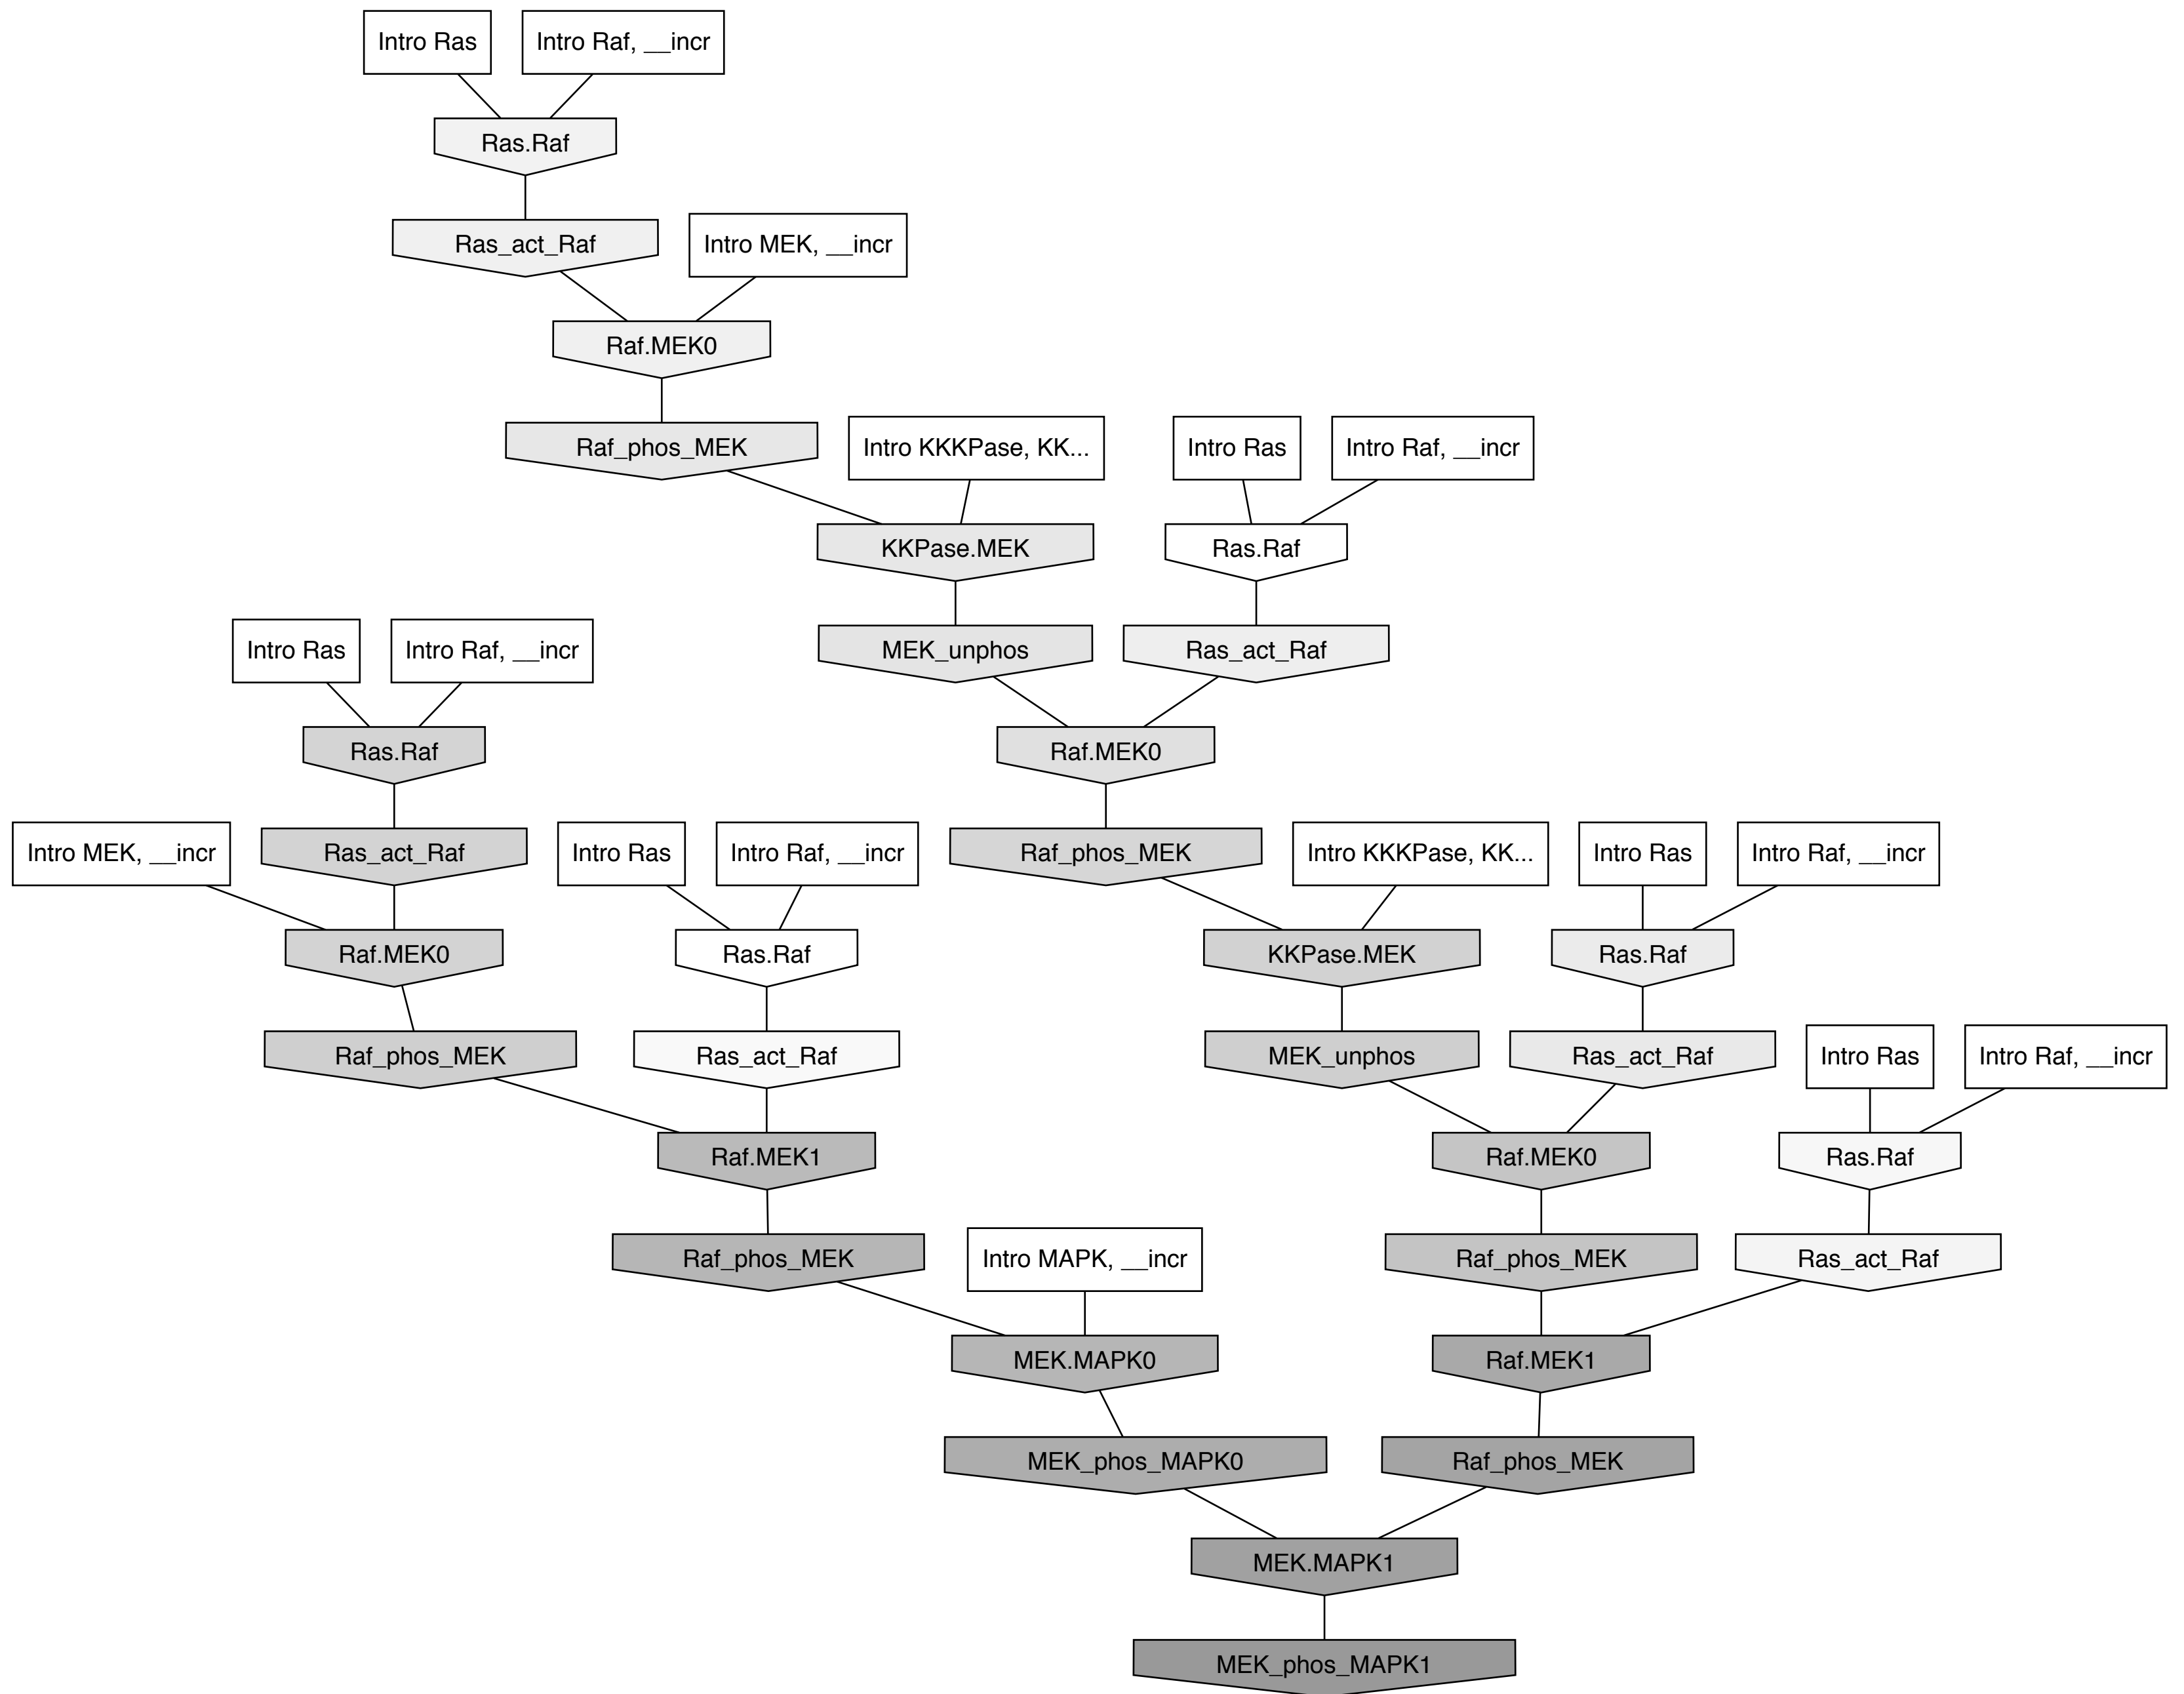 Intro Ras
Intro Raf, __incr
Ras.Raf
Ras_act_Raf
Intro MEK, __incr
Raf.MEK0
Raf_phos_MEK
Intro KKKPase, KK...
Intro Ras
Intro Raf, __incr
KKPase.MEK
Ras.Raf
Intro Ras
Intro Raf, __incr
MEK_unphos
Ras_act_Raf
Ras.Raf
Raf.MEK0
Intro MEK, __incr
Ras_act_Raf
Intro Ras
Intro Raf, __incr
Raf_phos_MEK
Intro KKKPase, KK...
Intro Ras
Intro Raf, __incr
Raf.MEK0
Ras.Raf
KKPase.MEK
Ras.Raf
Raf_phos_MEK
Ras_act_Raf
MEK_unphos
Ras_act_Raf
Intro Ras
Intro Raf, __incr
Raf.MEK1
Raf.MEK0
Ras.Raf
Raf_phos_MEK
Intro MAPK, __incr
Raf_phos_MEK
Ras_act_Raf
MEK.MAPK0
Raf.MEK1
MEK_phos_MAPK0
Raf_phos_MEK
MEK.MAPK1
MEK_phos_MAPK1